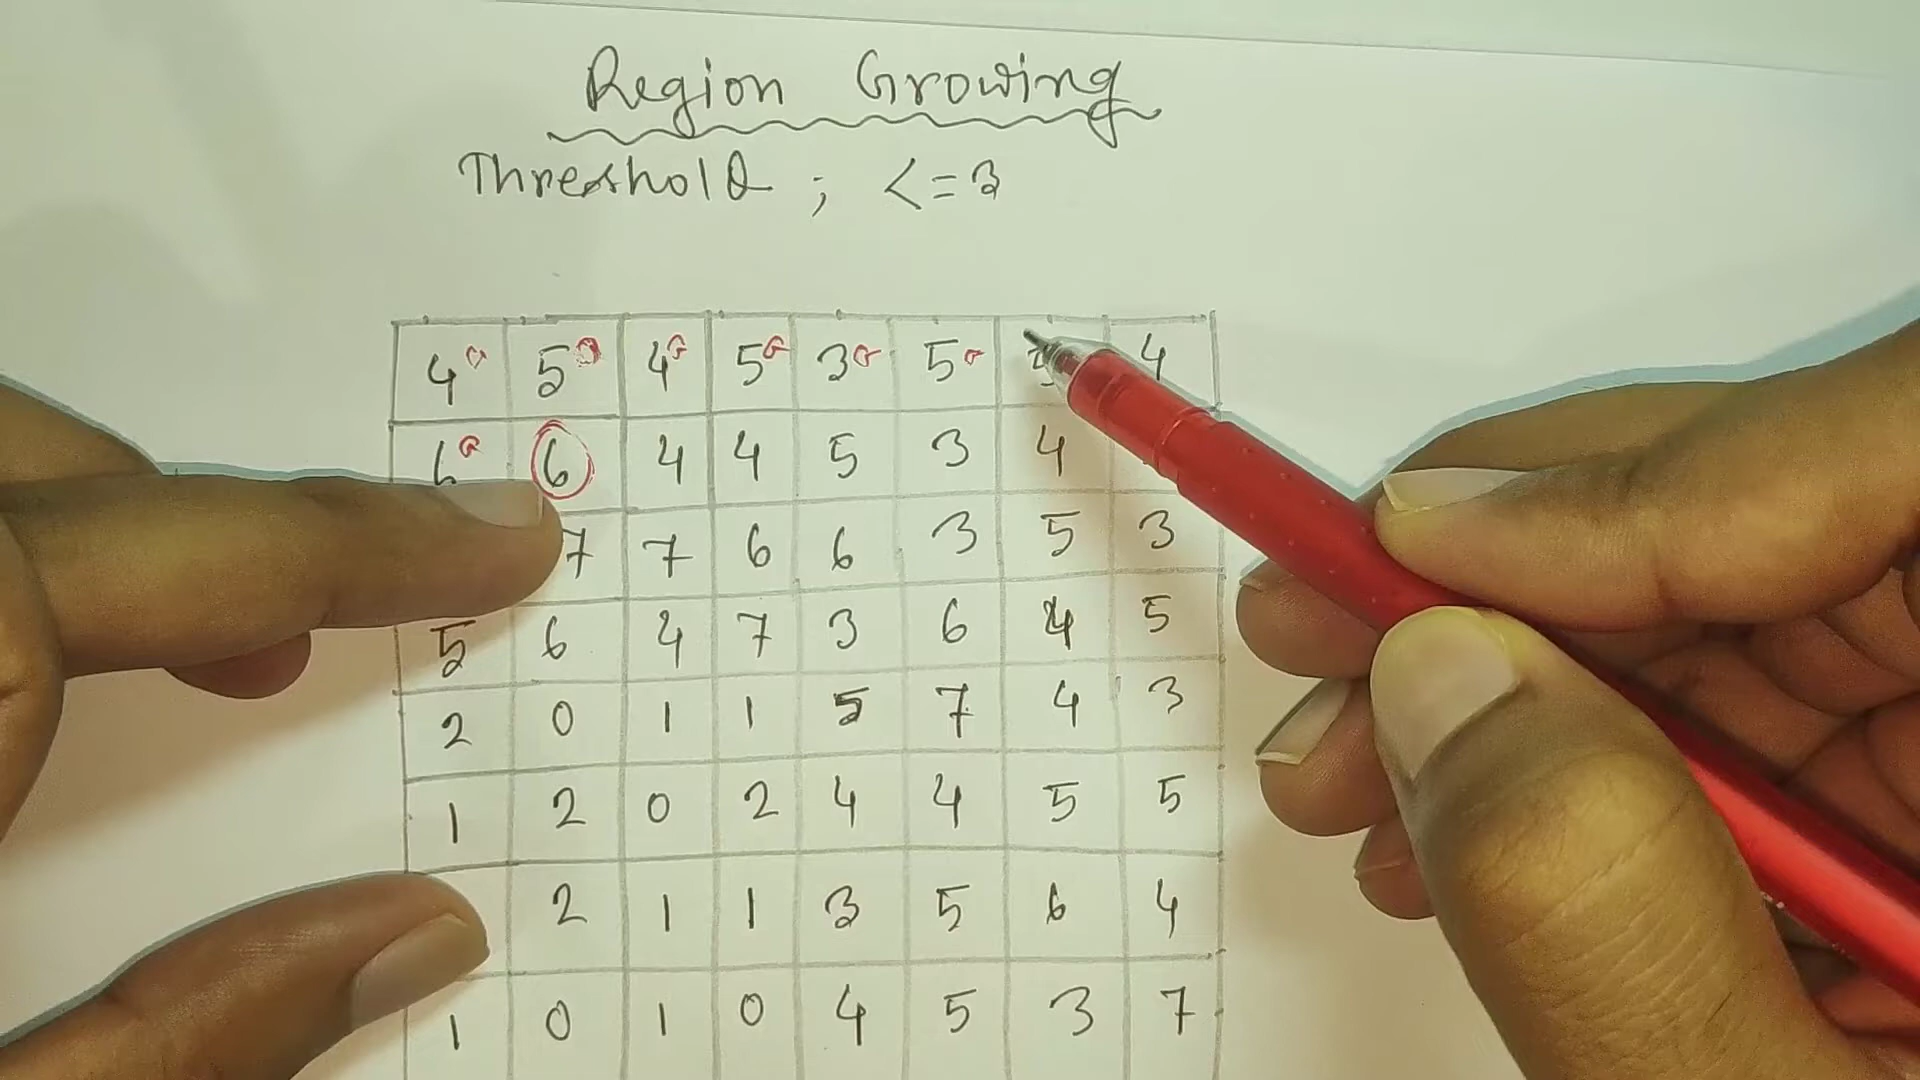 Region Growing
Threshold ; <=3
4 5 4 5 3 5 4
6 6 4 4 5 3 4
7 7 6 6 3 5 3
5 6 4 7 3 6 4 5
2 0 1 1 5 7 4 3
1 2 0 2 4 4 5 5
2 1 1 3 5 6 4
1 0 1 0 4 5 3 7